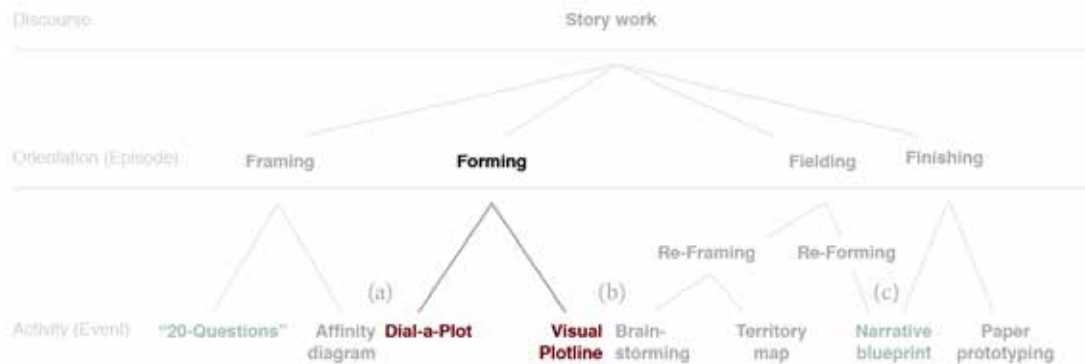 Discourse Story work
Orientation (Episode) Framing Forming Fielding Finishing
Re-Framing Re-Forming
(a) (b) (c)
Activity (Event) "20-Questions" Affinity Dial-a-Plot Visual Brain- Territory Narrative Paper
diagram Plotline storming map blueprint prototyping